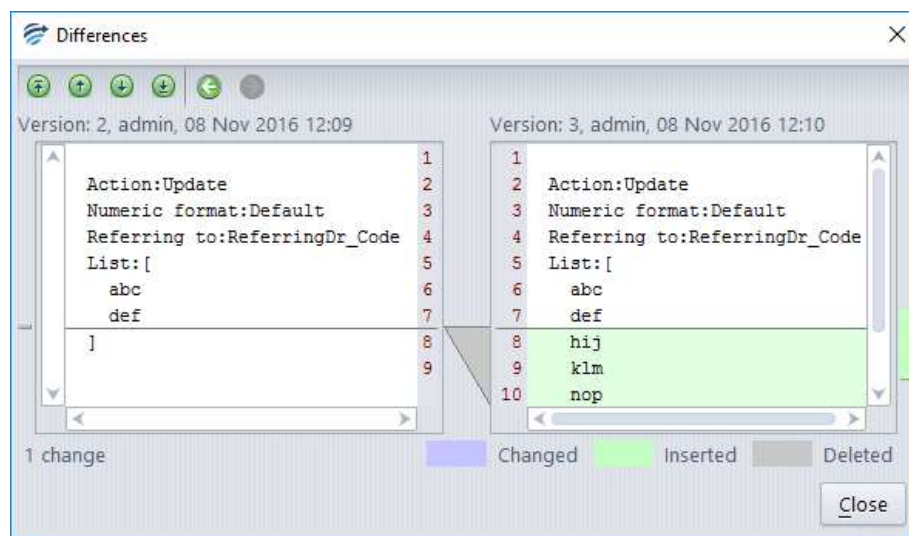 Differences
Version: 2, admin, 08 Nov 2016 12:09
1
Action:Update 2
Numeric format:Default 3
Referring to:ReferringDr_Code 4
List:[ 5
abc 6
def 7
] 8
9
Version: 3, admin, 08 Nov 2016 12:10
1
2 Action:Update
3 Numeric format:Default
4 Referring to:ReferringDr_Code
5 List:[
6 abc
7 def
8 hij
9 klm
10 nop
1 change
Changed Inserted Deleted
Close